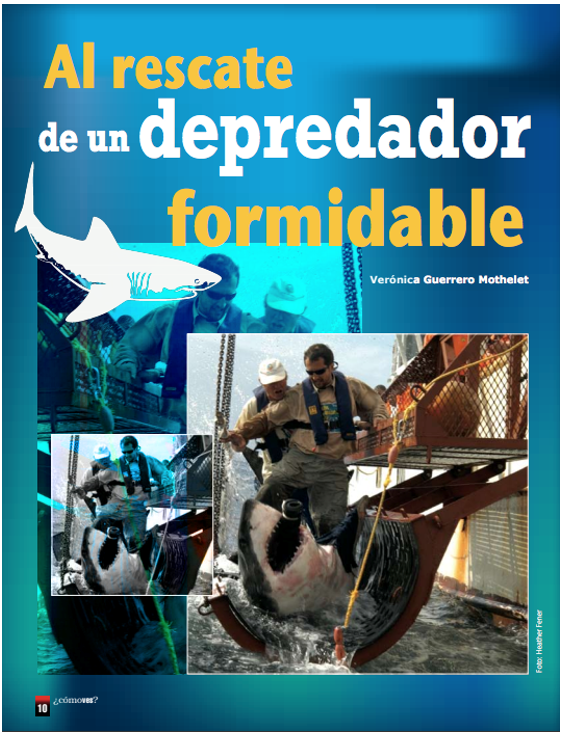 Al rescate
de un depredador
formidable
Verónica Guerrero Mothelet
Foto: Heather Fener
10 ¿cómoves?